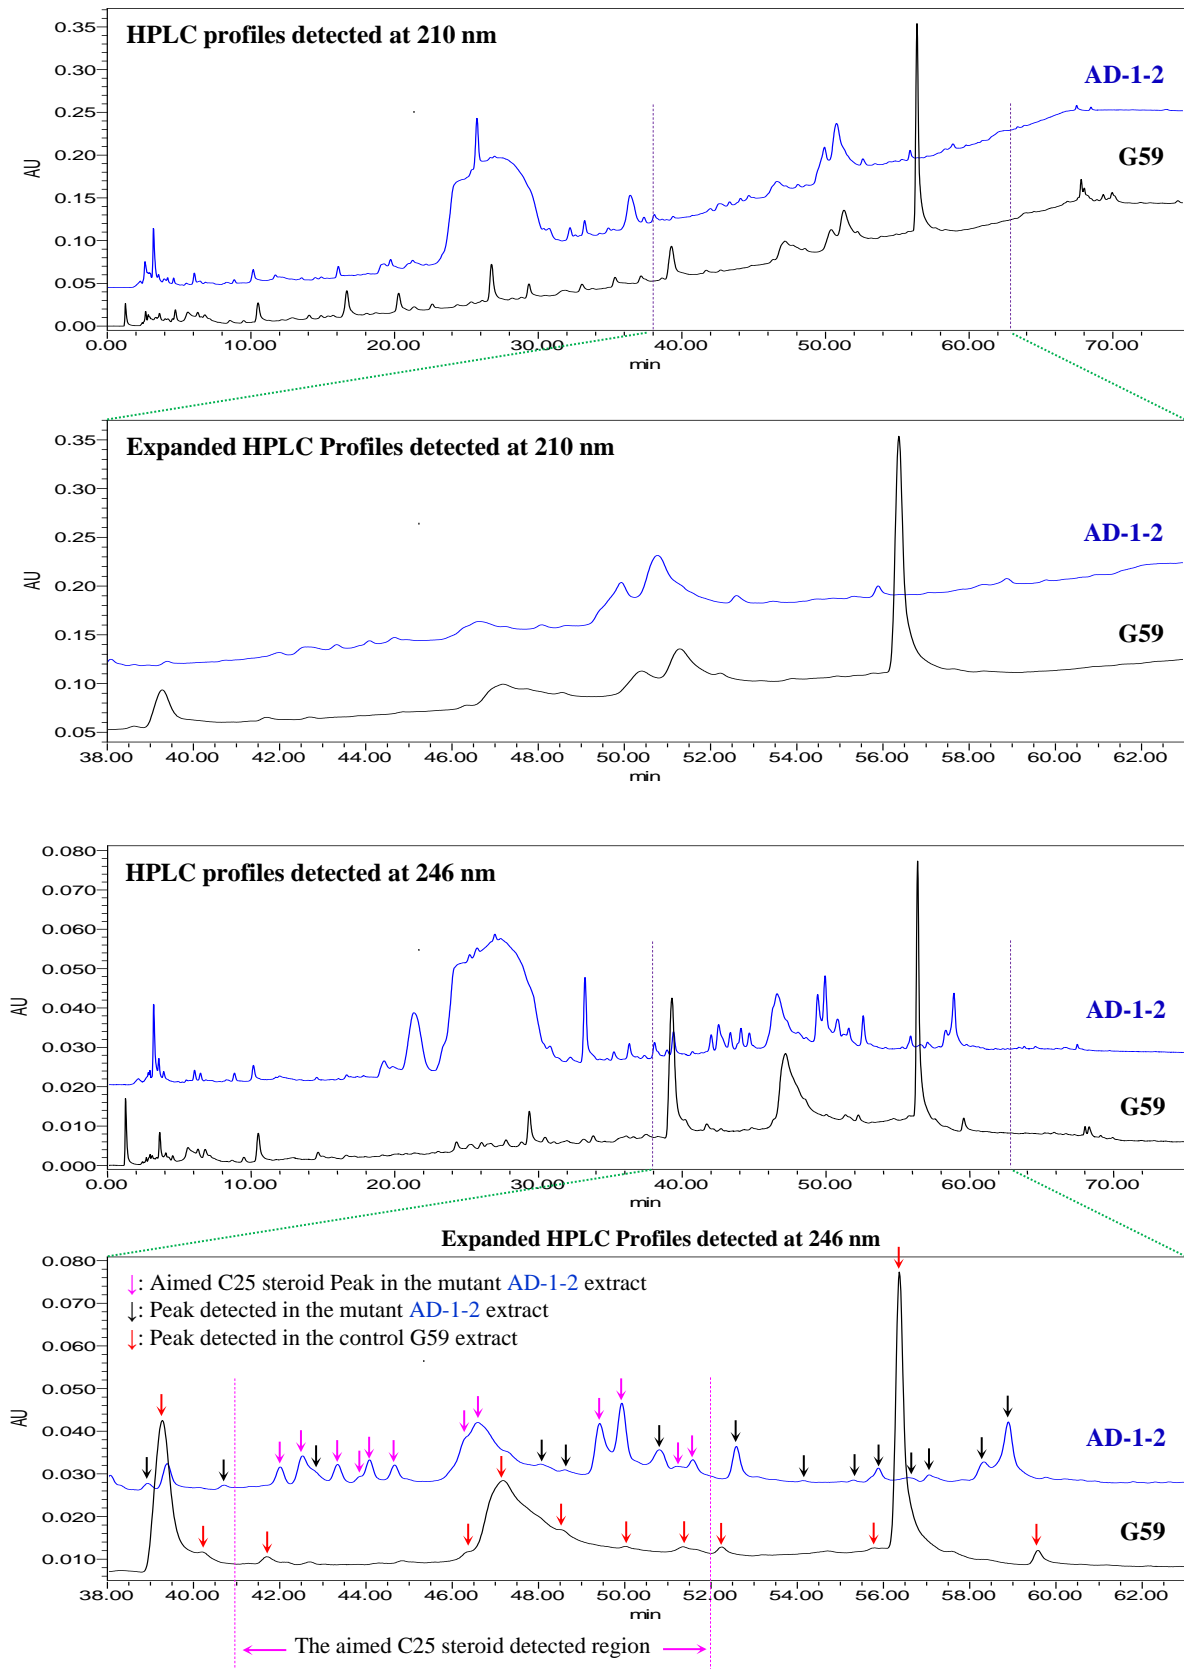 HPLC profiles detected at 210 nm
0.35
0.30
0.25
0.20
0.15
0.10
0.05
0.00
AU
AD-1-2
G59
0.00 10.00 20.00 30.00 40.00 50.00 60.00 70.00
min
Expanded HPLC Profiles detected at 210 nm
0.35
0.30
0.25
0.20
0.15
0.10
0.05
AU
AD-1-2
G59
38.00 40.00 42.00 44.00 46.00 48.00 50.00 52.00 54.00 56.00 58.00 60.00 62.00
min
HPLC profiles detected at 246 nm
0.080
0.070
0.060
0.050
0.040
0.030
0.020
0.010
0.000
AU
AD-1-2
G59
0.00 10.00 20.00 30.00 40.00 50.00 60.00 70.00
min
Expanded HPLC Profiles detected at 246 nm
↓: Aimed C25 steroid Peak in the mutant AD-1-2 extract
↓: Peak detected in the mutant AD-1-2 extract
↓: Peak detected in the control G59 extract
0.080
0.070
0.060
0.050
0.040
0.030
0.020
0.010
AU
AD-1-2
G59
38.00 40.00 42.00 44.00 46.00 48.00 50.00 52.00 54.00 56.00 58.00 60.00 62.00
min
The aimed C25 steroid detected region